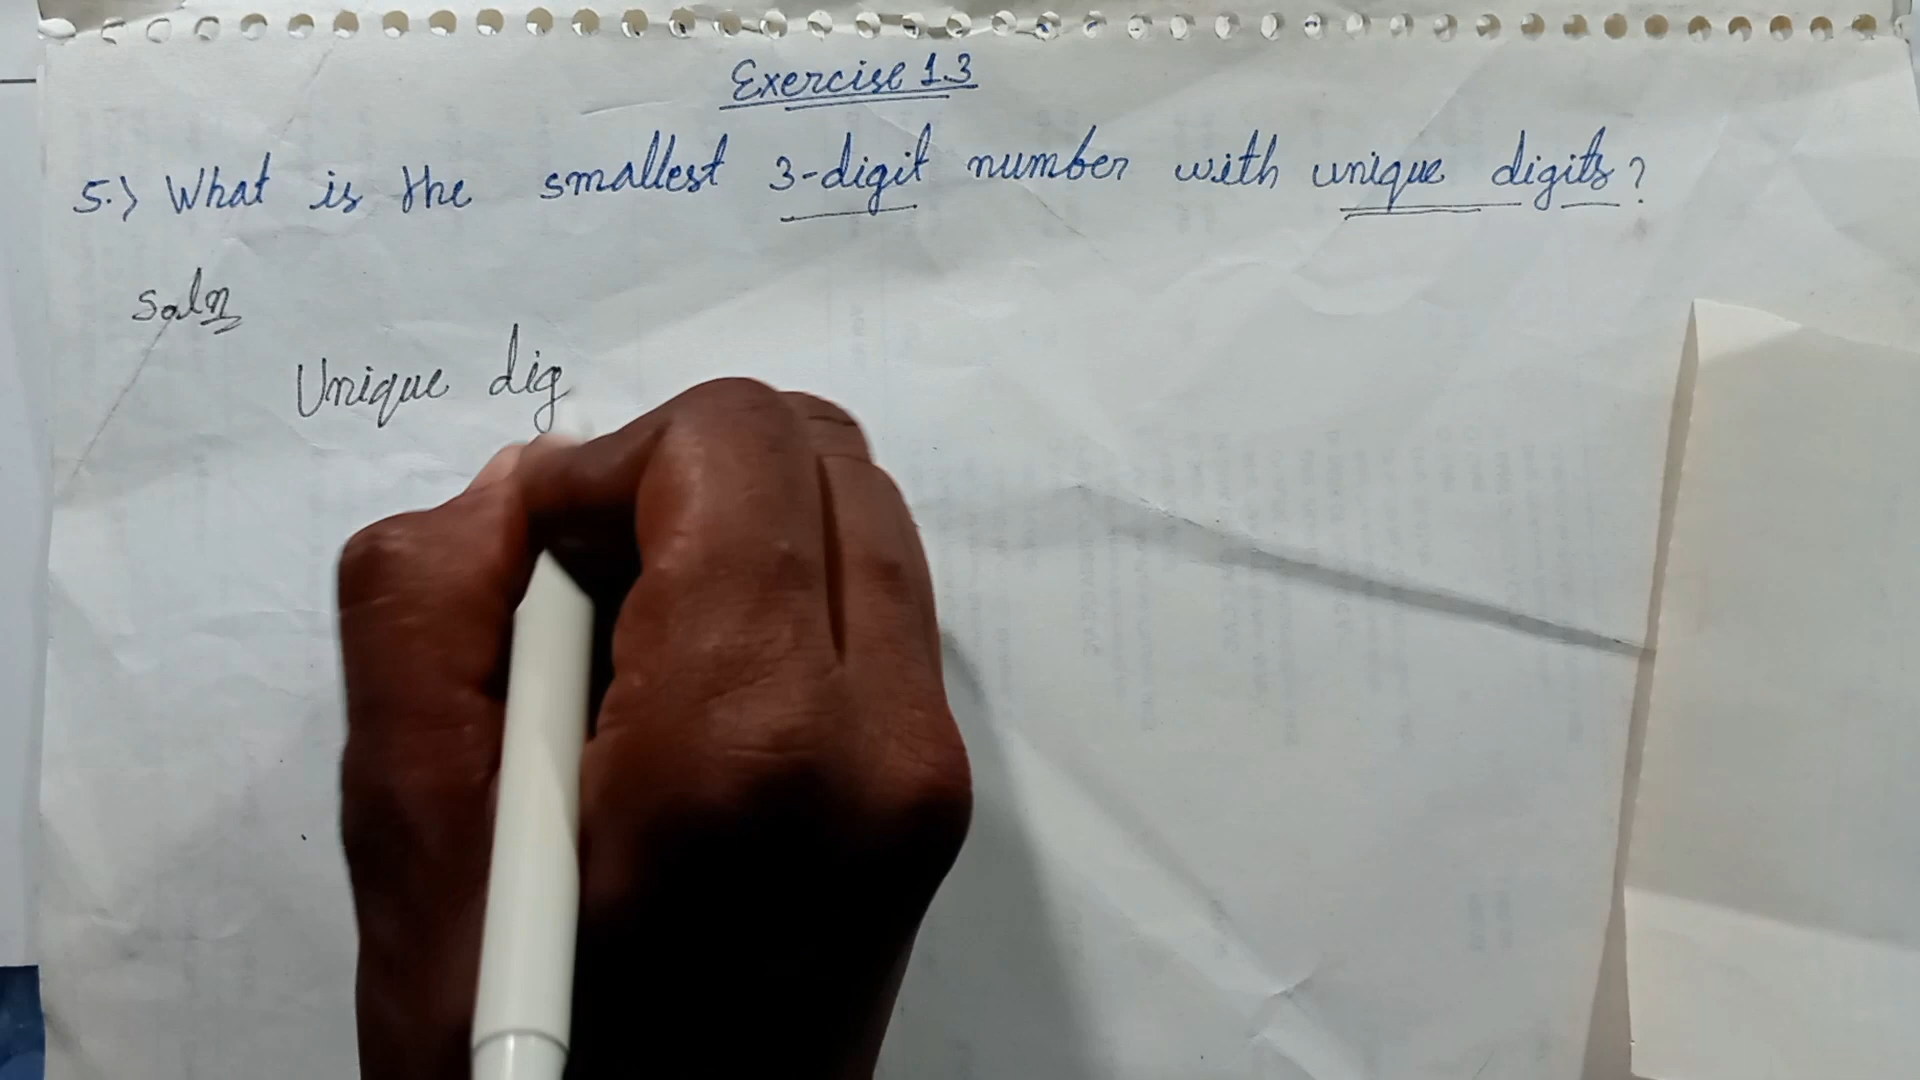 Exercise 1.3
5.) What is the smallest 3-digit number with unique digits?
Soln
Unique dig